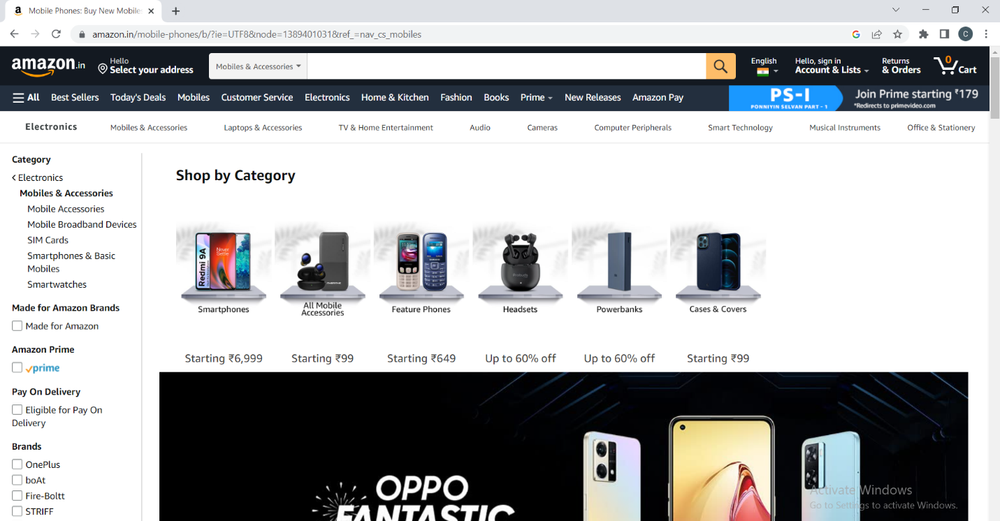 Mobile Phones: Buy New Mobile
amazon.in/mobile-phones/b/?ie=UTF8&node=1389401031&ref_=nav_cs_mobiles
C
amazon.in
Hello
Select your address
Mobiles & Accessories
English
Hello, sign in
Account & Lists
Returns
& Orders
0
Cart
All
Best Sellers
Today's Deals
Mobiles
Customer Service
Electronics
Home & Kitchen
Fashion
Books
Prime
New Releases
Amazon Pay
PS-I
PONNIYIN SELVAN PART - 1
Join Prime starting ₹179
*Redirects to primevideo.com
Electronics
Mobiles & Accessories
Laptops & Accessories
TV & Home Entertainment
Audio
Cameras
Computer Peripherals
Smart Technology
Musical Instruments
Office & Stationery
Category
Electronics
Mobiles & Accessories
Mobile Accessories
Mobile Broadband Devices
SIM Cards
Smartphones & Basic
Mobiles
Smartwatches
Made for Amazon Brands
Made for Amazon
Amazon Prime
prime
Pay On Delivery
Eligible for Pay On
Delivery
Brands
OnePlus
boAt
Fire-Boltt
STRIFF
Shop by Category
Redmi 9A
Never
Settle
Smartphones
Starting ₹6,999
All Mobile
Accessories
Starting ₹99
SAMSUNG
Feature Phones
Starting ₹649
Headsets
Up to 60% off
Powerbanks
Up to 60% off
Cases & Covers
Starting ₹99
OPPO
FANTASTIC
Activate Windows
Go to Settings to activate Windows.